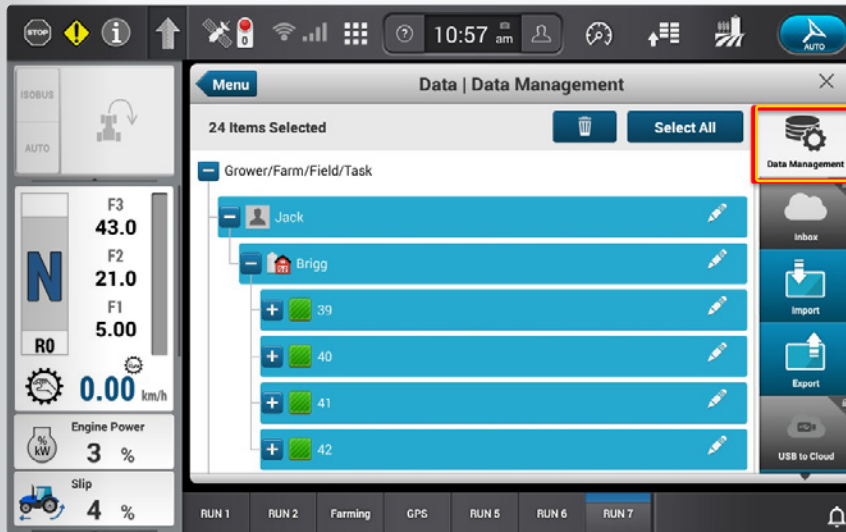 STOP
?
10:57 am
AUTO
ISOBUS
AUTO
Menu
Data | Data Management
24 Items Selected
Select All
Data Management
Grower/Farm/Field/Task
Jack
Inbox
Brigg
39
Import
40
Export
41
42
USB to Cloud
F3
43.0
F2
21.0
N
F1
5.00
R0
0.00 km/h
% kW
Engine Power
3 %
Slip
4 %
RUN 1
RUN 2
Farming
GPS
RUN 5
RUN 6
RUN 7